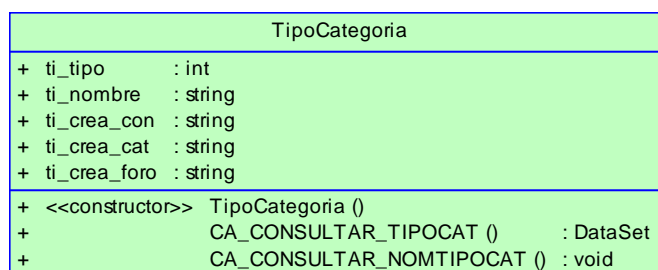 TipoCategoria
+ ti_tipo : int
+ ti_nombre : string
+ ti_crea_con : string
+ ti_crea_cat : string
+ ti_crea_foro : string
+ <<constructor>> TipoCategoria ()
+ CA_CONSULTAR_TIPOCAT () : DataSet
+ CA_CONSULTAR_NOMTIPOCAT () : void